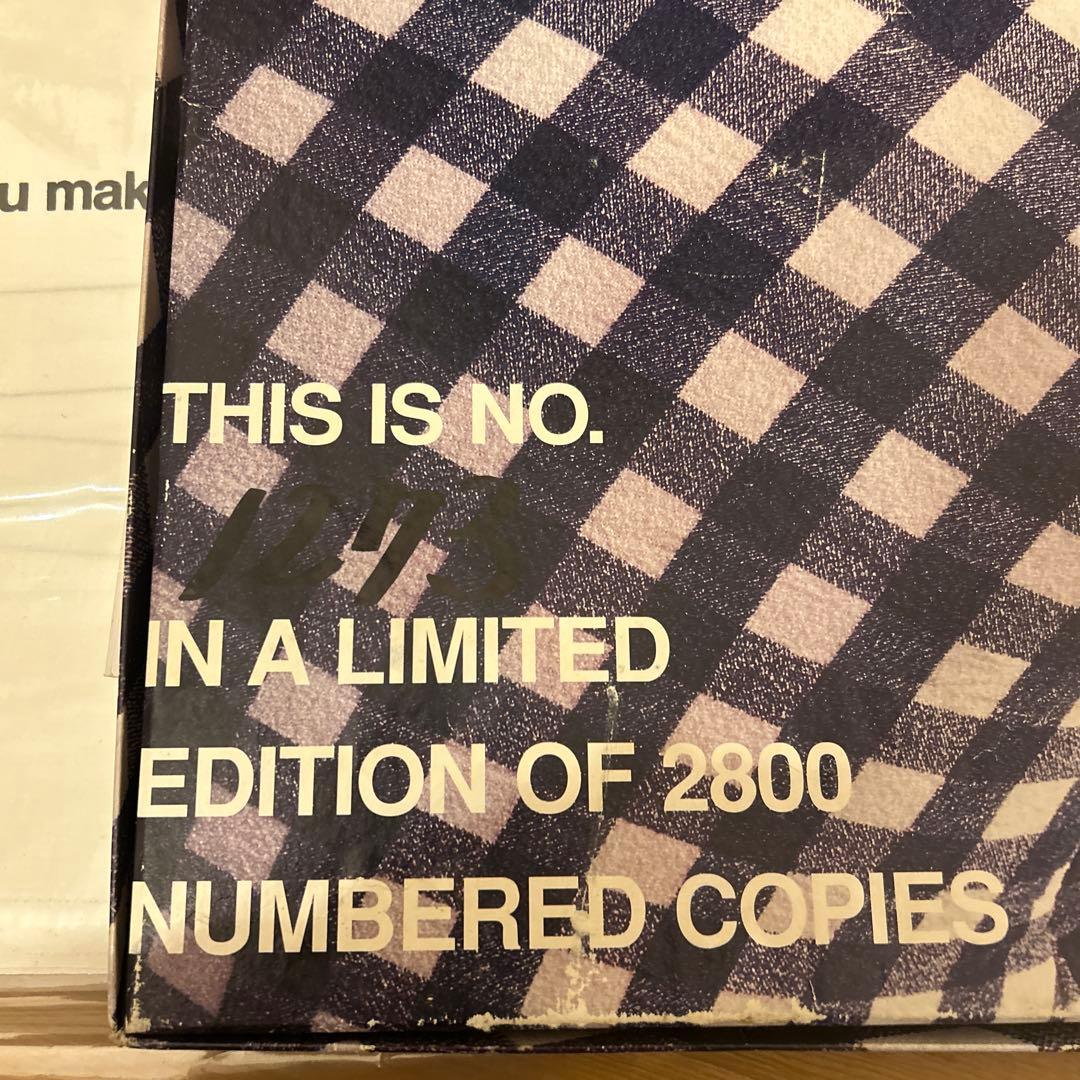 u mak
THIS IS NO.
1273
IN A LIMITED
EDITION OF 2800
NUMBERED COPIES